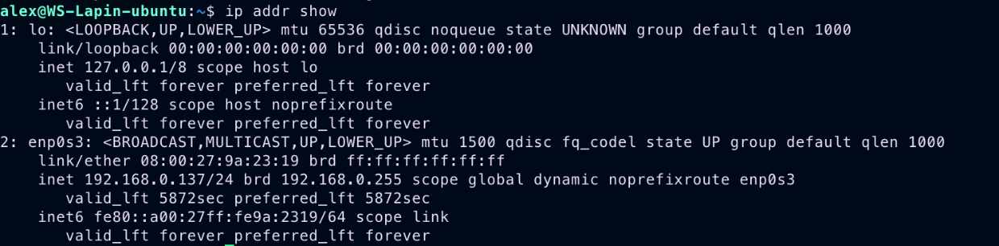 alex@WS-Lapin-ubuntu:~$ ip addr show
1: lo: <LOOPBACK,UP,LOWER_UP> mtu 65536 qdisc noqueue state UNKNOWN group default qlen 1000
    link/loopback 00:00:00:00:00:00 brd 00:00:00:00:00:00
    inet 127.0.0.1/8 scope host lo
       valid_lft forever preferred_lft forever
    inet6 ::1/128 scope host noprefixroute
       valid_lft forever preferred_lft forever
2: enp0s3: <BROADCAST,MULTICAST,UP,LOWER_UP> mtu 1500 qdisc fq_codel state UP group default qlen 1000
    link/ether 08:00:27:9a:23:19 brd ff:ff:ff:ff:ff:ff
    inet 192.168.0.137/24 brd 192.168.0.255 scope global dynamic noprefixroute enp0s3
       valid_lft 5872sec preferred_lft 5872sec
    inet6 fe80::a00:27ff:fe9a:2319/64 scope link
       valid_lft forever preferred_lft forever